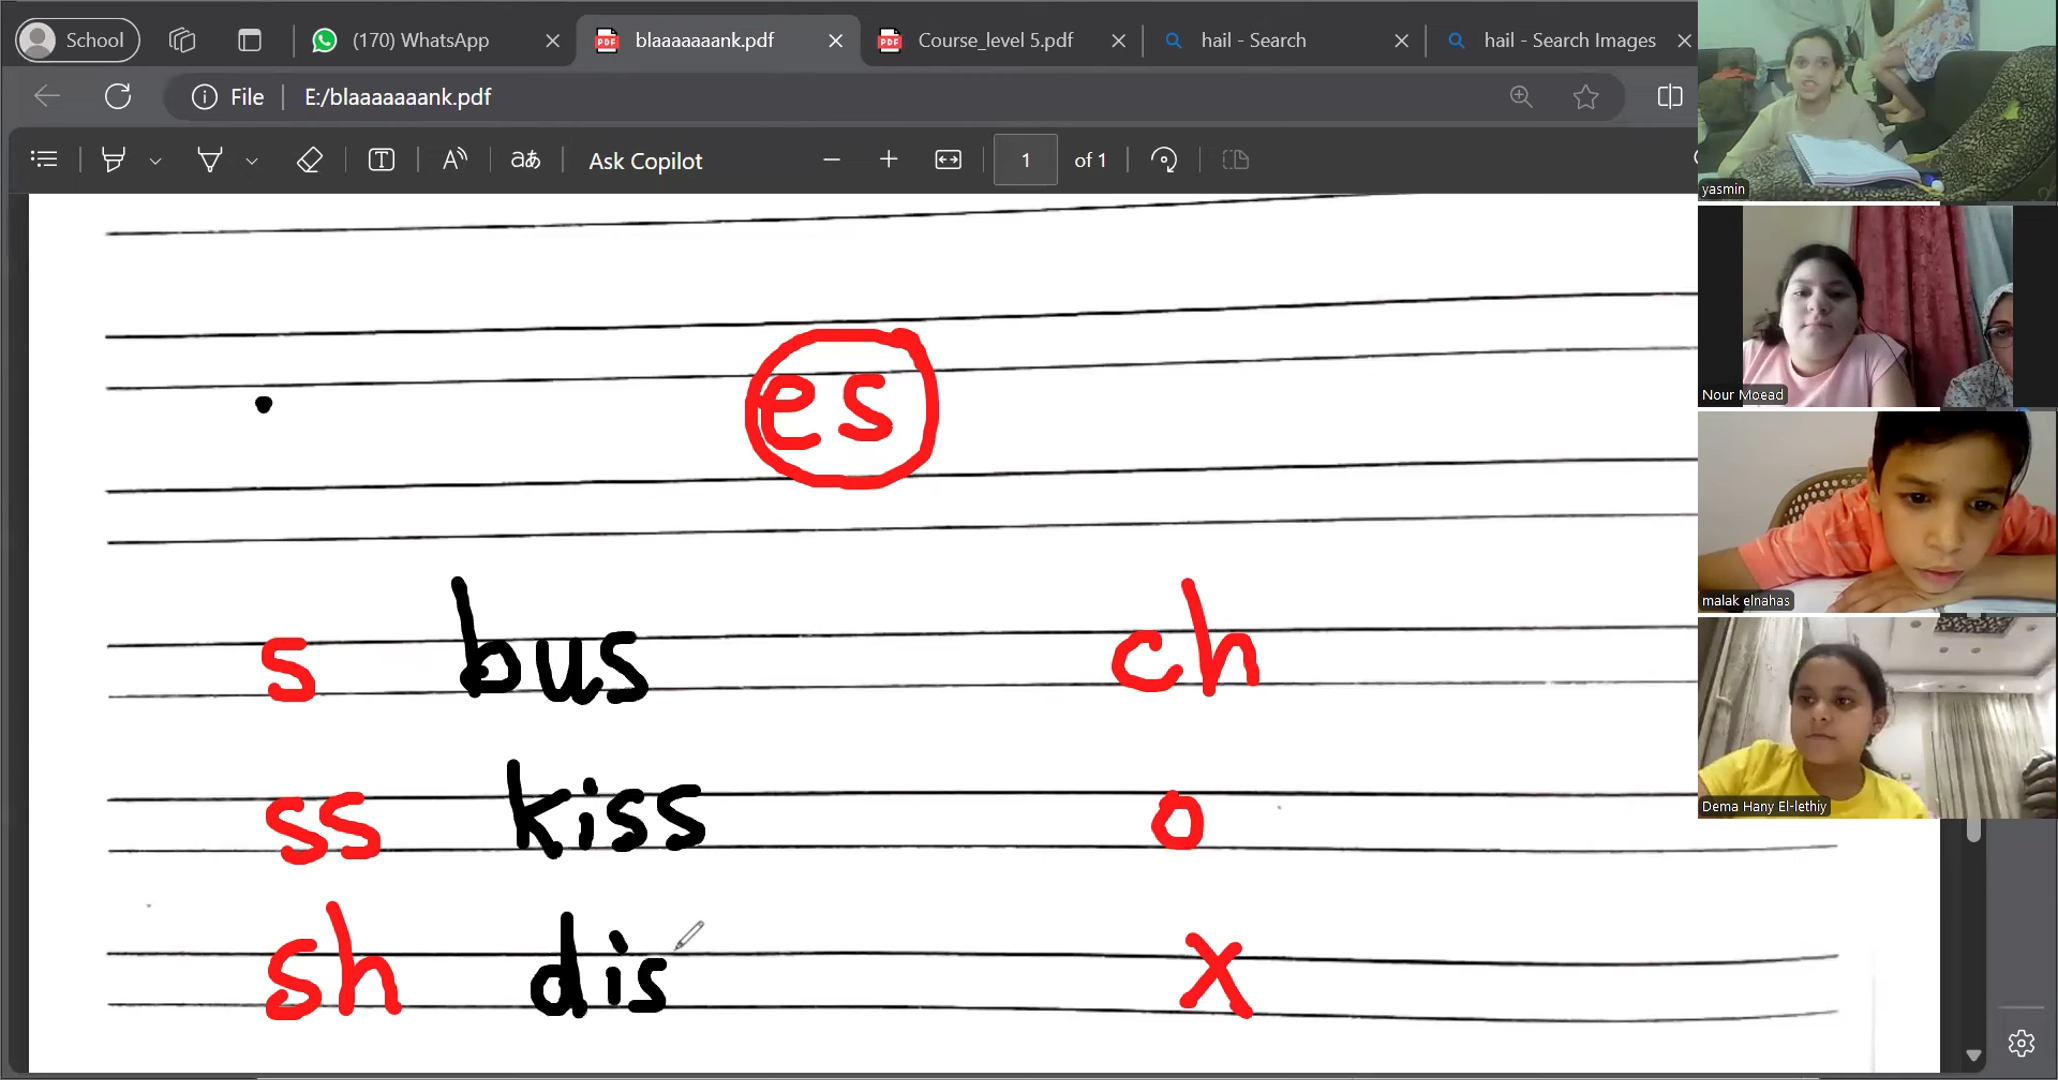 School (170) WhatsApp blaaaaaaank.pdf Course_level 5.pdf hail - Search hail - Search Images
File E:/blaaaaaaank.pdf
Ask Copilot 1 of 1
yasmin
Nour Moead
es
malak elnahas
s bus ch
ss kiss o
Dema Hany El-lethiy
sh dis x